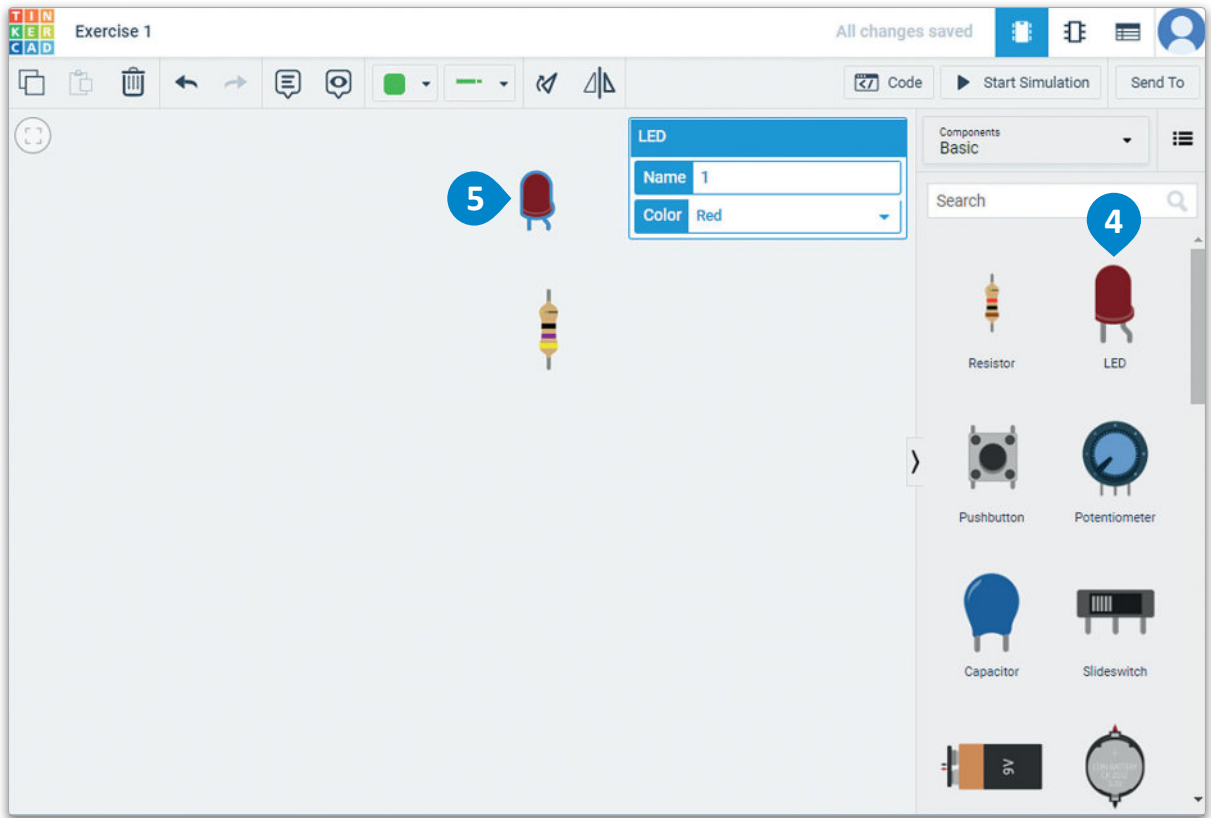 TIN
KER
CAD
Exercise 1
All changes saved
Code
Start Simulation
Send To
LED
Name 1
Color Red
Components
Basic
Search
5
4
Resistor
LED
Pushbutton
Potentiometer
Capacitor
Slideswitch
9V